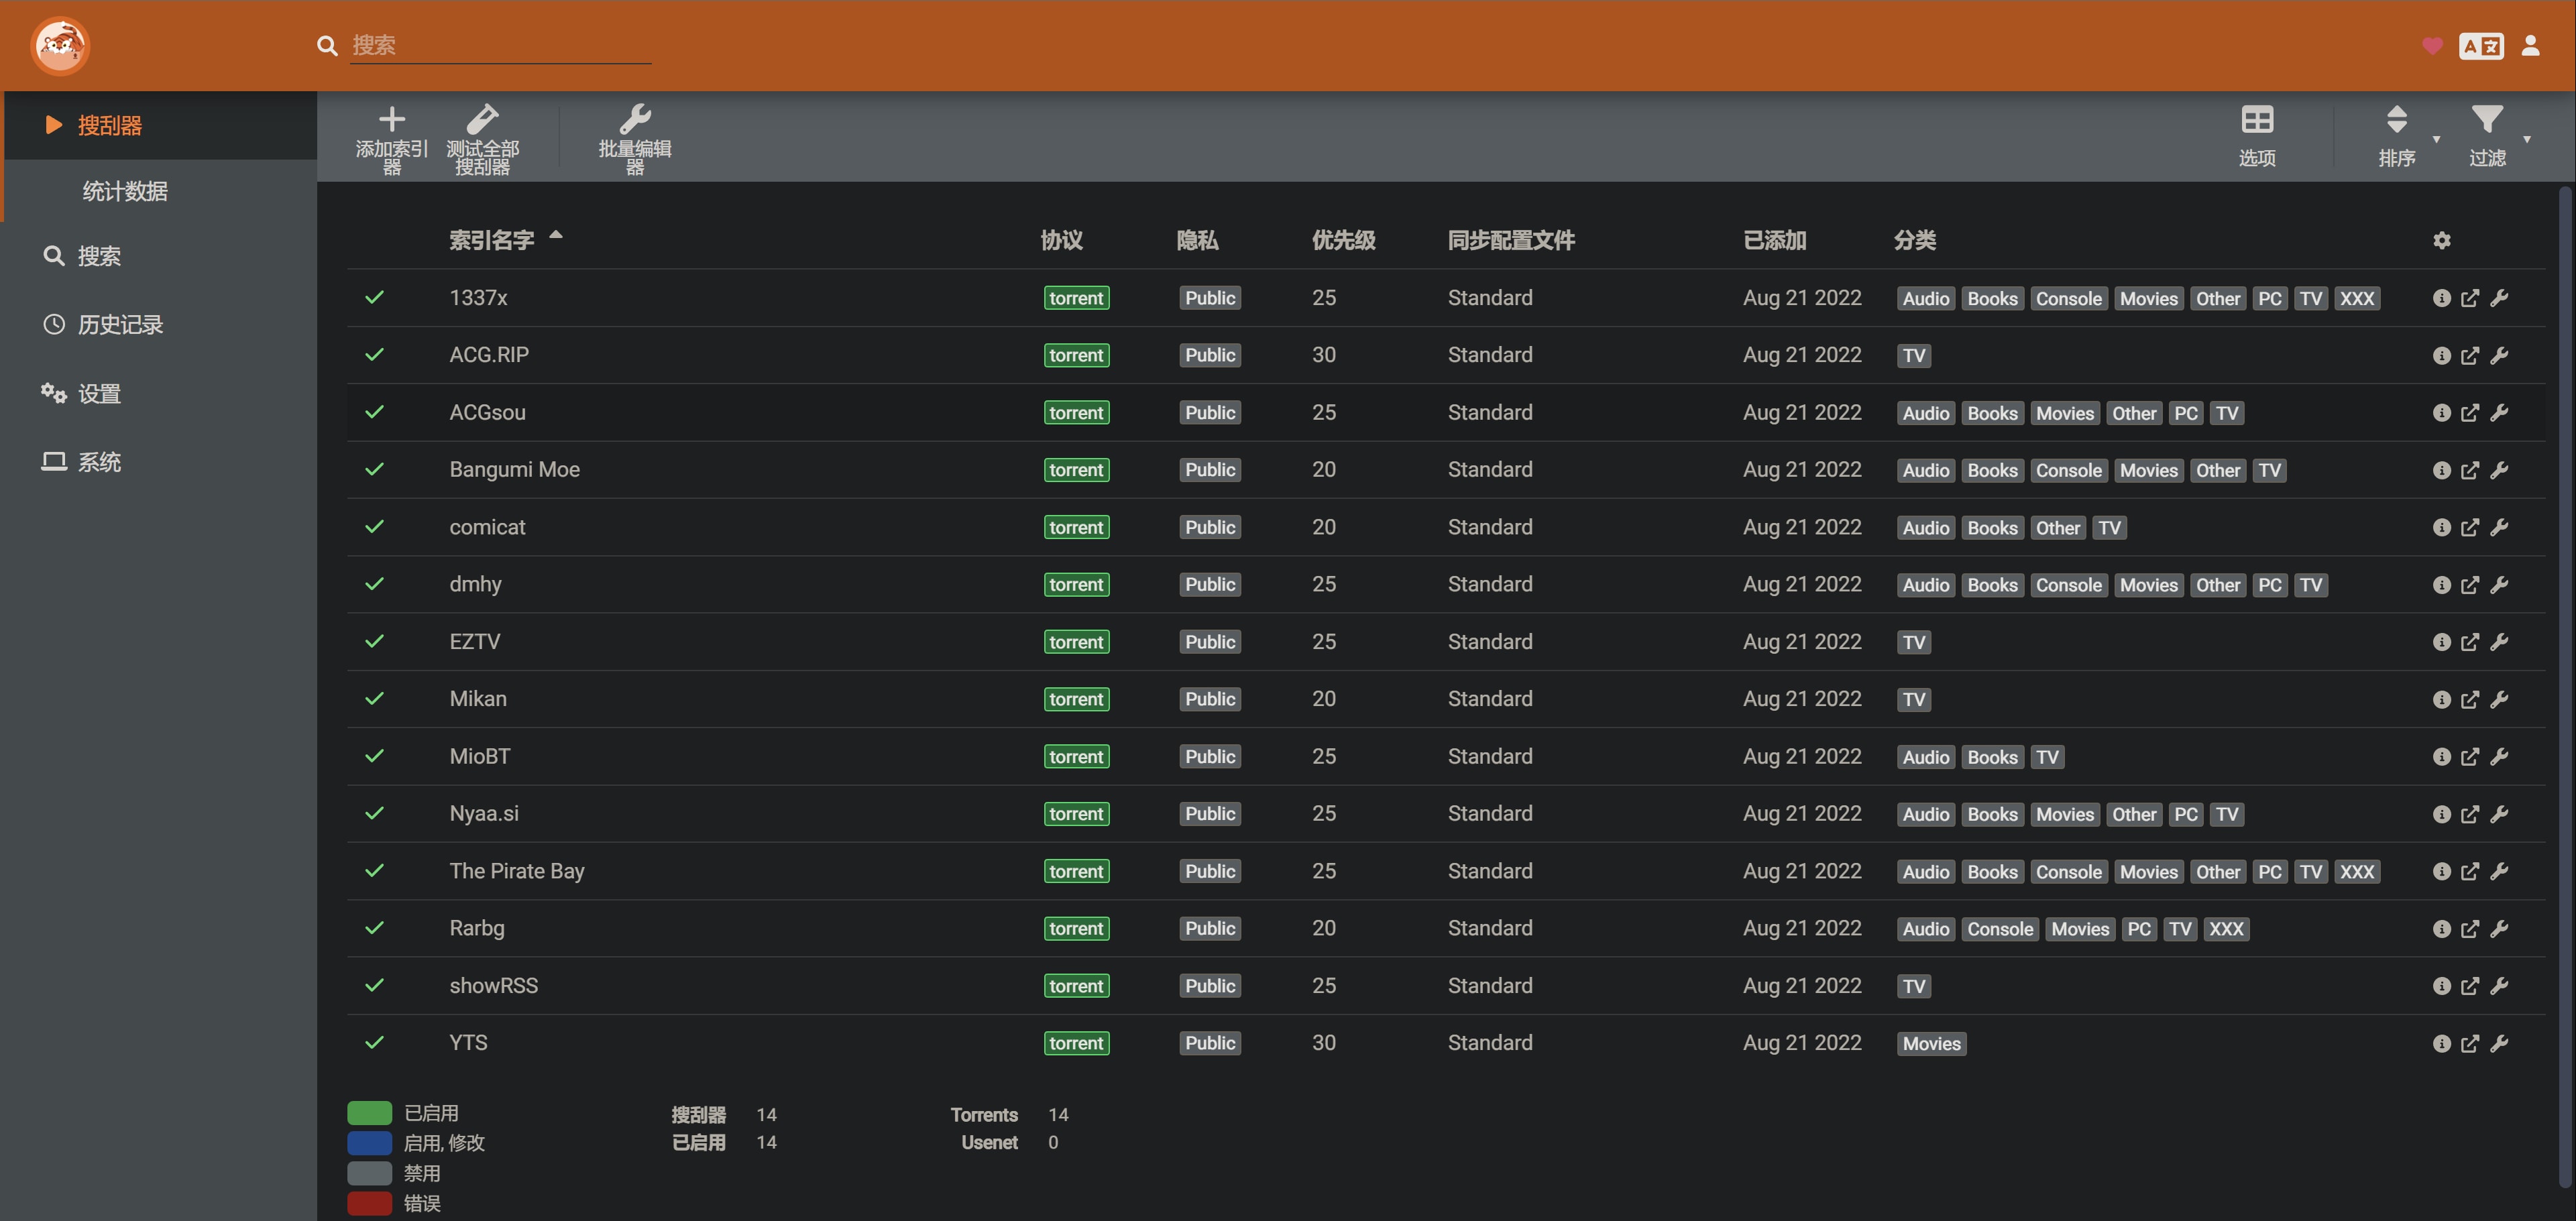 搜索
A 文
搜刮器
统计数据
搜索
历史记录
设置
系统
添加索引
器
测试全部
搜刮器
批量编辑
器
选项
排序
过滤
索引名字 协议 隐私 优先级 同步配置文件 已添加 分类
1337x torrent Public 25 Standard Aug 21 2022 Audio Books Console Movies Other PC TV XXX
ACG.RIP torrent Public 30 Standard Aug 21 2022 TV
ACGsou torrent Public 25 Standard Aug 21 2022 Audio Books Movies Other PC TV
Bangumi Moe torrent Public 20 Standard Aug 21 2022 Audio Books Console Movies Other TV
comicat torrent Public 20 Standard Aug 21 2022 Audio Books Other TV
dmhy torrent Public 25 Standard Aug 21 2022 Audio Books Console Movies Other PC TV
EZTV torrent Public 25 Standard Aug 21 2022 TV
Mikan torrent Public 20 Standard Aug 21 2022 TV
MioBT torrent Public 25 Standard Aug 21 2022 Audio Books TV
Nyaa.si torrent Public 25 Standard Aug 21 2022 Audio Books Movies Other PC TV
The Pirate Bay torrent Public 25 Standard Aug 21 2022 Audio Books Console Movies Other PC TV XXX
Rarbg torrent Public 20 Standard Aug 21 2022 Audio Console Movies PC TV XXX
showRSS torrent Public 25 Standard Aug 21 2022 TV
YTS torrent Public 30 Standard Aug 21 2022 Movies
已启用
启用, 修改
禁用
错误
搜刮器 14
已启用 14
Torrents 14
Usenet 0